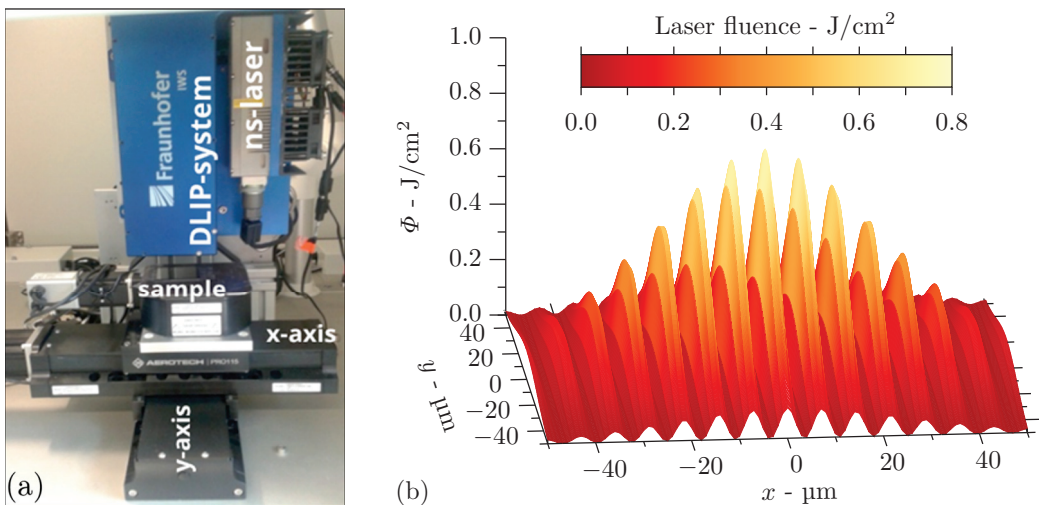 Fraunhofer
IWS
DLIP-system
ns-laser
sample
x-axis
AEROTECH | PRO115
y-axis
(a)
Laser fluence - J/cm²
0.0 0.2 0.4 0.6 0.8
Φ - J/cm²
1.0
0.8
0.6
0.4
0.2
0.0
40
20
0
−20
−40
y - µm
−40 −20 0 20 40
x - µm
(b)